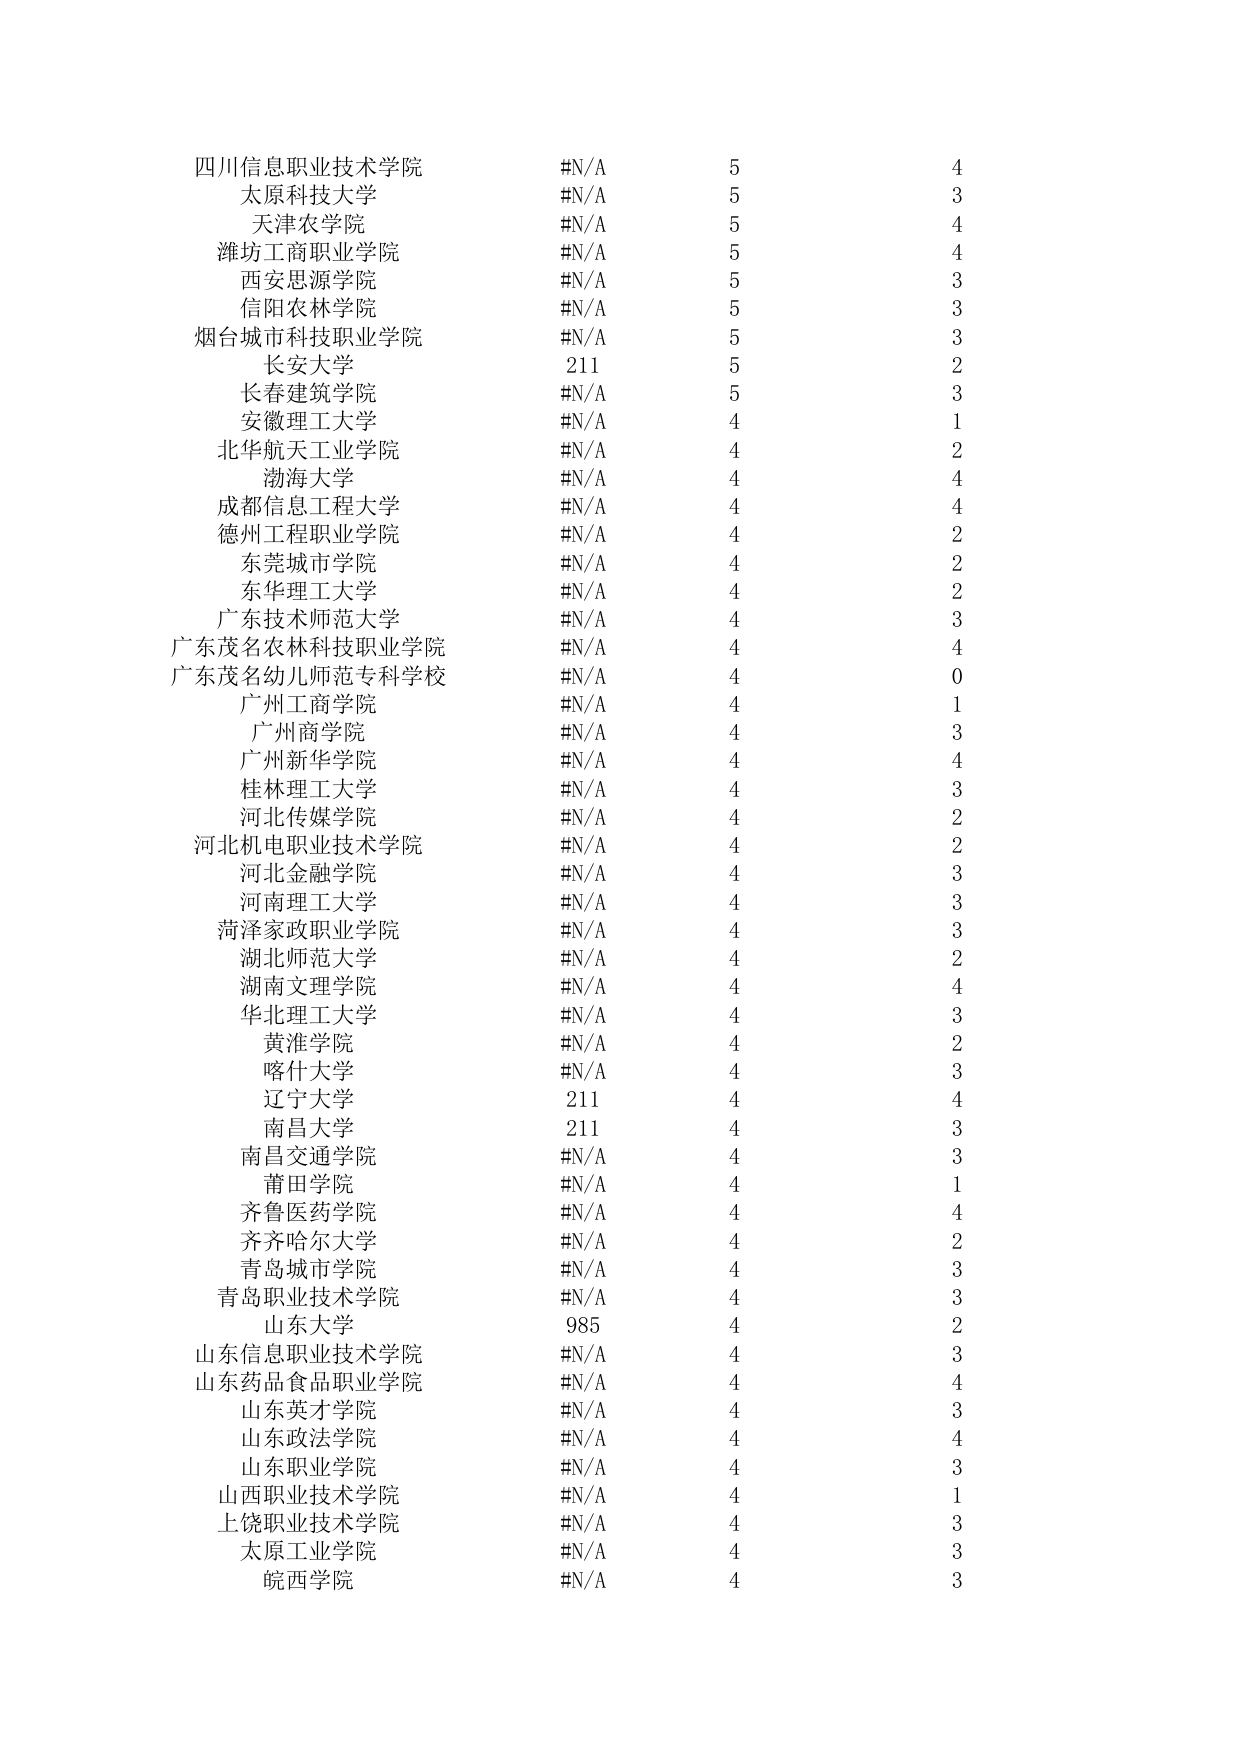 四川信息职业技术学院 #N/A 5 4
太原科技大学 #N/A 5 3
天津农学院 #N/A 5 4
潍坊工商职业学院 #N/A 5 4
西安思源学院 #N/A 5 3
信阳农林学院 #N/A 5 3
烟台城市科技职业学院 #N/A 5 3
长安大学 211 5 2
长春建筑学院 #N/A 5 3
安徽理工大学 #N/A 4 1
北华航天工业学院 #N/A 4 2
渤海大学 #N/A 4 4
成都信息工程大学 #N/A 4 4
德州工程职业学院 #N/A 4 2
东莞城市学院 #N/A 4 2
东华理工大学 #N/A 4 2
广东技术师范大学 #N/A 4 3
广东茂名农林科技职业学院 #N/A 4 4
广东茂名幼儿师范专科学校 #N/A 4 0
广州工商学院 #N/A 4 1
广州商学院 #N/A 4 3
广州新华学院 #N/A 4 4
桂林理工大学 #N/A 4 3
河北传媒学院 #N/A 4 2
河北机电职业技术学院 #N/A 4 2
河北金融学院 #N/A 4 3
河南理工大学 #N/A 4 3
菏泽家政职业学院 #N/A 4 3
湖北师范大学 #N/A 4 2
湖南文理学院 #N/A 4 4
华北理工大学 #N/A 4 3
黄淮学院 #N/A 4 2
喀什大学 #N/A 4 3
辽宁大学 211 4 4
南昌大学 211 4 3
南昌交通学院 #N/A 4 3
莆田学院 #N/A 4 1
齐鲁医药学院 #N/A 4 4
齐齐哈尔大学 #N/A 4 2
青岛城市学院 #N/A 4 3
青岛职业技术学院 #N/A 4 3
山东大学 985 4 2
山东信息职业技术学院 #N/A 4 3
山东药品食品职业学院 #N/A 4 4
山东英才学院 #N/A 4 3
山东政法学院 #N/A 4 4
山东职业学院 #N/A 4 3
山西职业技术学院 #N/A 4 1
上饶职业技术学院 #N/A 4 3
太原工业学院 #N/A 4 3
皖西学院 #N/A 4 3